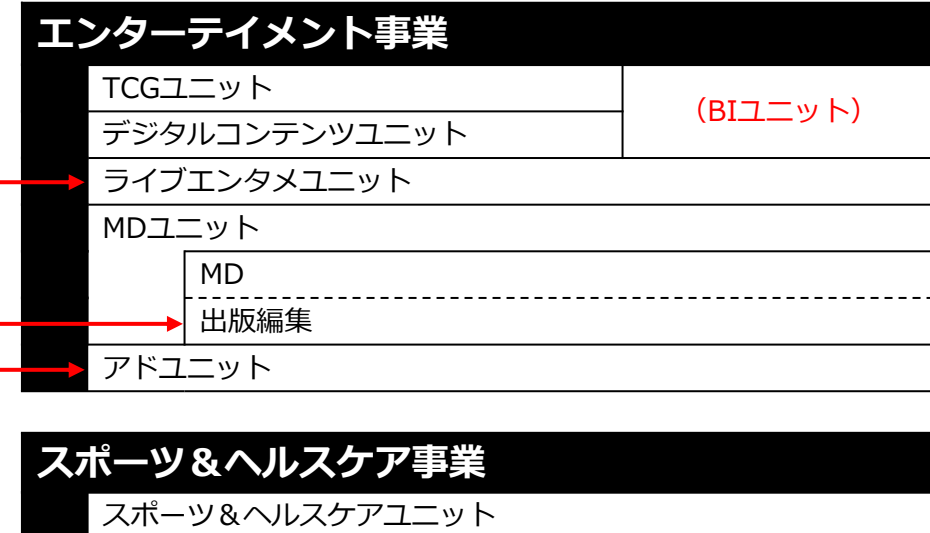 エンターテイメント事業
TCGユニット
（BIユニット）
デジタルコンテンツユニット
ライブエンタメユニット
MDユニット
MD
出版編集
アドユニット
スポーツ＆ヘルスケア事業
スポーツ＆ヘルスケアユニット